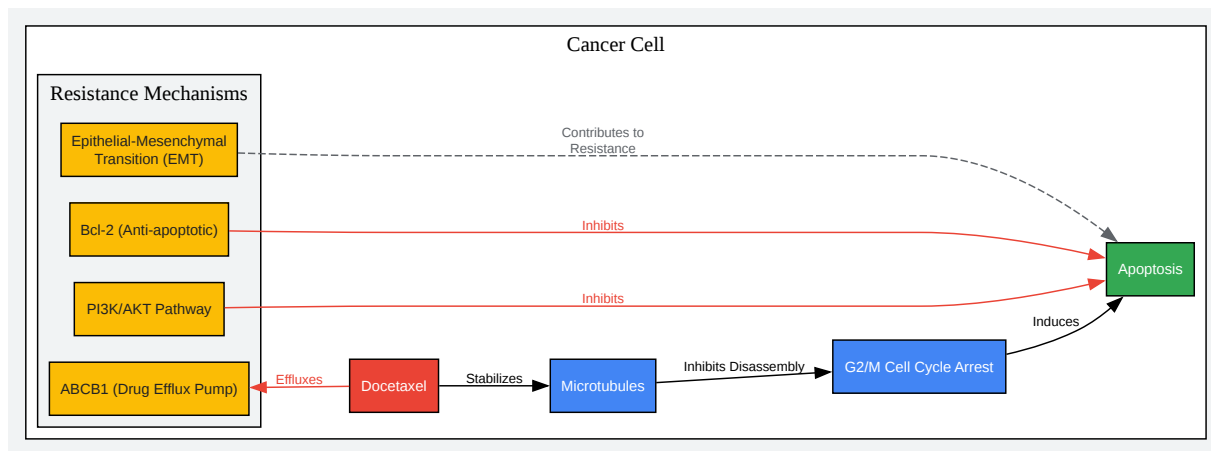 Cancer Cell
Resistance Mechanisms
Epithelial-Mesenchymal
Transition (EMT)
Contributes to
Resistance
Bcl-2 (Anti-apoptotic)
Inhibits
Apoptosis
PI3K/AKT Pathway
Inhibits
Induces
ABCB1 (Drug Efflux Pump)
Effluxes
Docetaxel
Stabilizes
Microtubules
Inhibits Disassembly
G2/M Cell Cycle Arrest